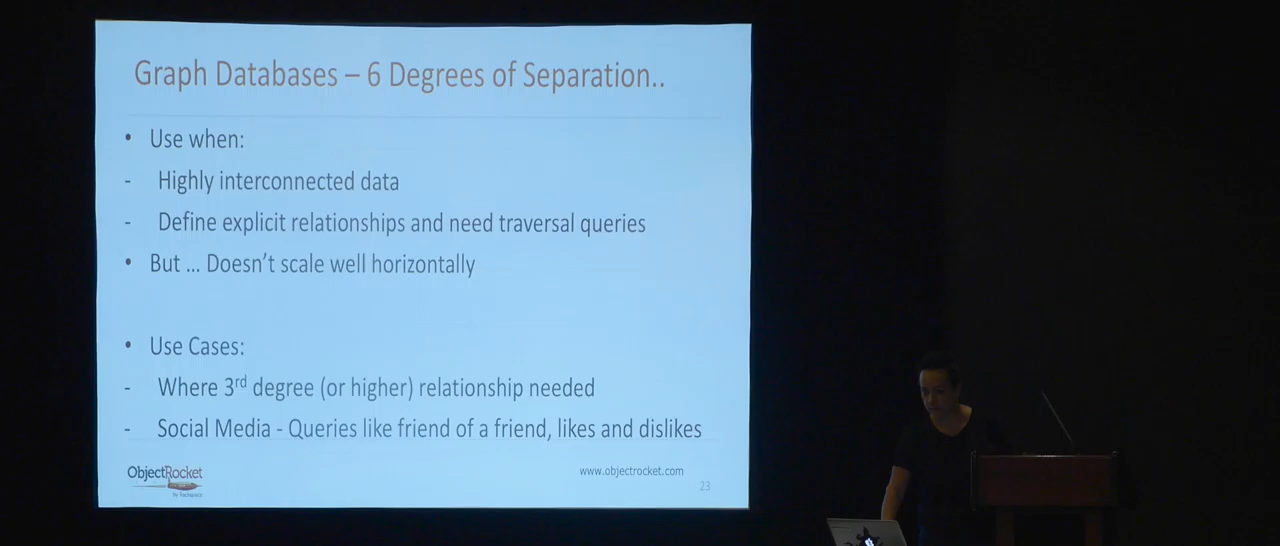 Graph Databases – 6 Degrees of Separation..
• Use when:
- Highly interconnected data
- Define explicit relationships and need traversal queries
• But ... Doesn't scale well horizontally
• Use Cases:
- Where 3rd degree (or higher) relationship needed
- Social Media - Queries like friend of a friend, likes and dislikes
ObjectRocket
by Rackspace
www.objectrocket.com
23